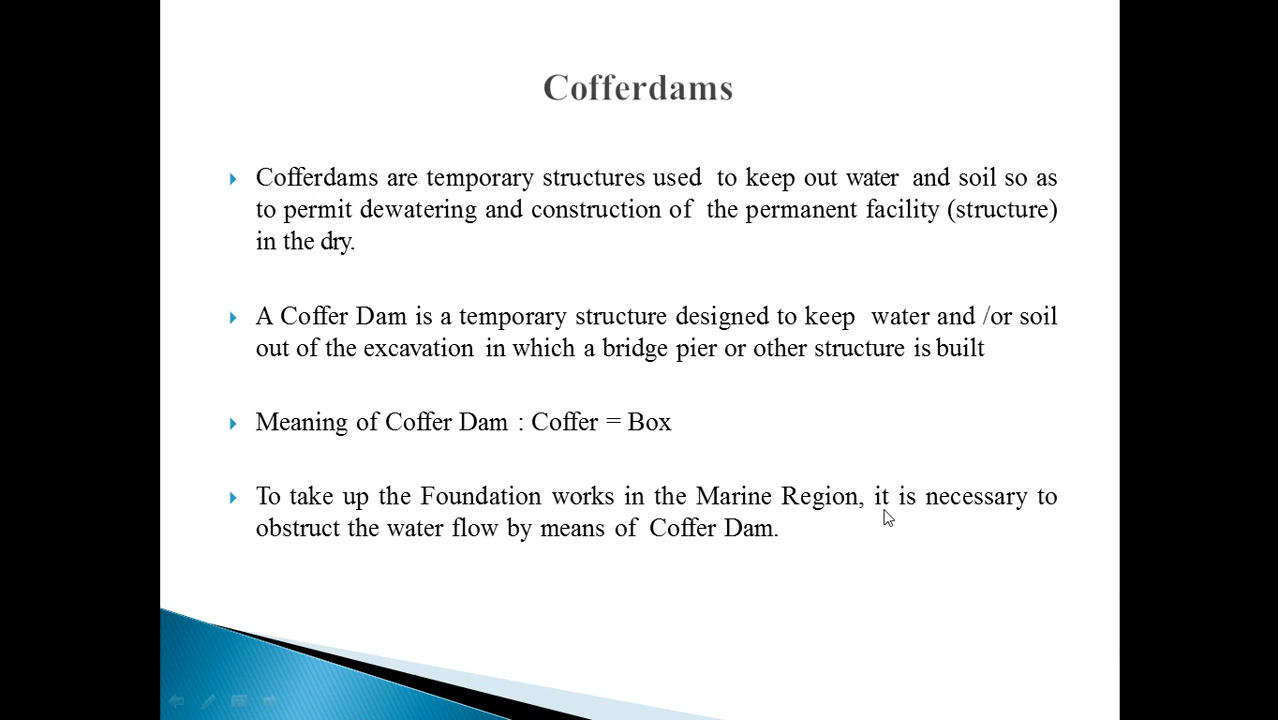 Cofferdams
Cofferdams are temporary structures used to keep out water and soil so as
to permit dewatering and construction of the permanent facility (structure)
in the dry.
A Coffer Dam is a temporary structure designed to keep water and /or soil
out of the excavation in which a bridge pier or other structure is built
Meaning of Coffer Dam : Coffer = Box
To take up the Foundation works in the Marine Region, it is necessary to
obstruct the water flow by means of Coffer Dam.